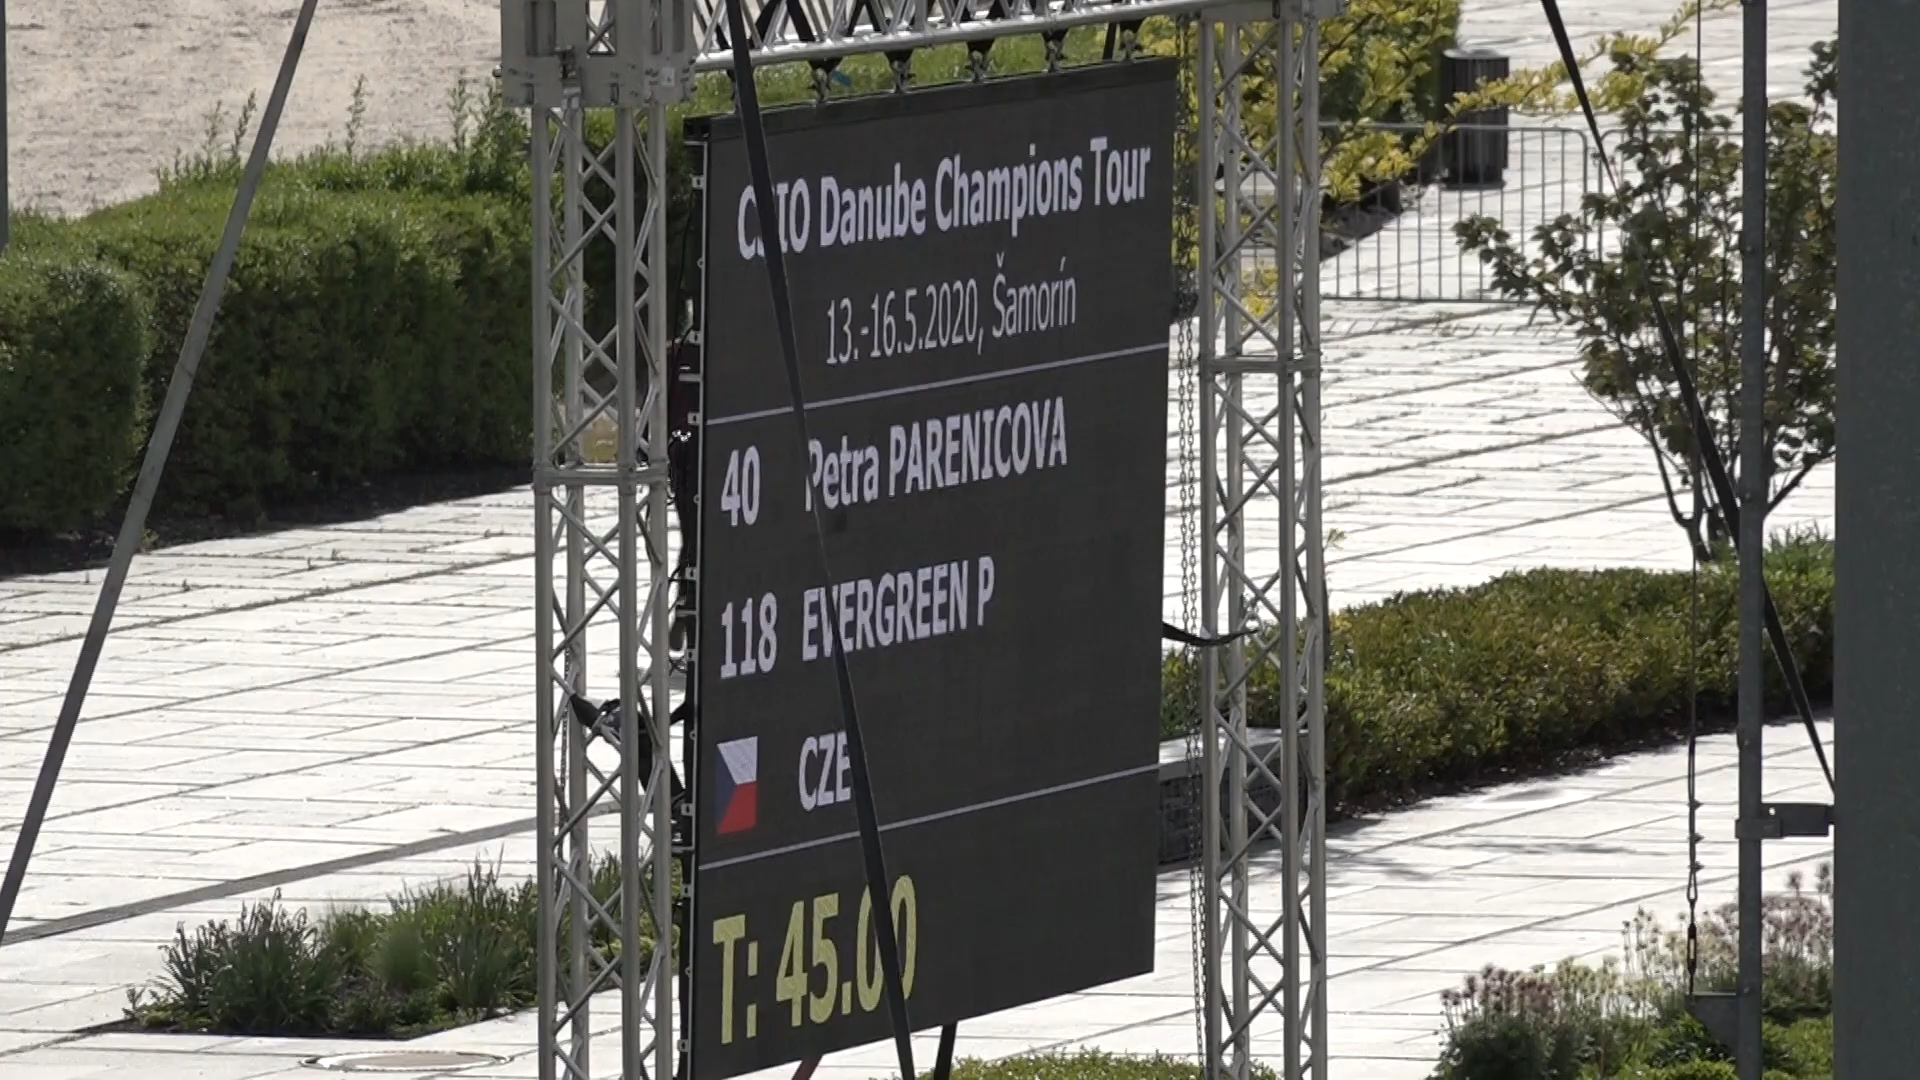 CSIO Danube Champions Tour
13.-16.5.2020, Šamorín
40 Petra PARENICOVA
118 EVERGREEN P
CZE
T: 45.00